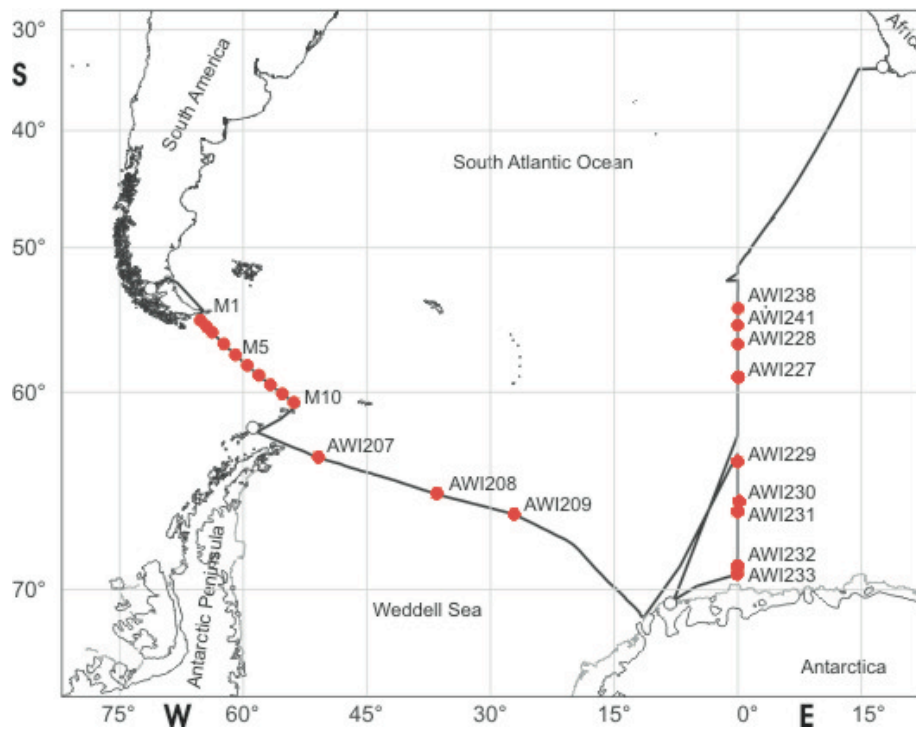 30°
S
40°
50°
60°
70°
75°
W
60°
45°
30°
15°
0°
E
15°
South America
Afric
South Atlantic Ocean
M1
M5
M10
AWI207
AWI208
AWI209
AWI238
AWI241
AWI228
AWI227
AWI229
AWI230
AWI231
AWI232
AWI233
Antarctic Peninsula
Weddell Sea
Antarctica